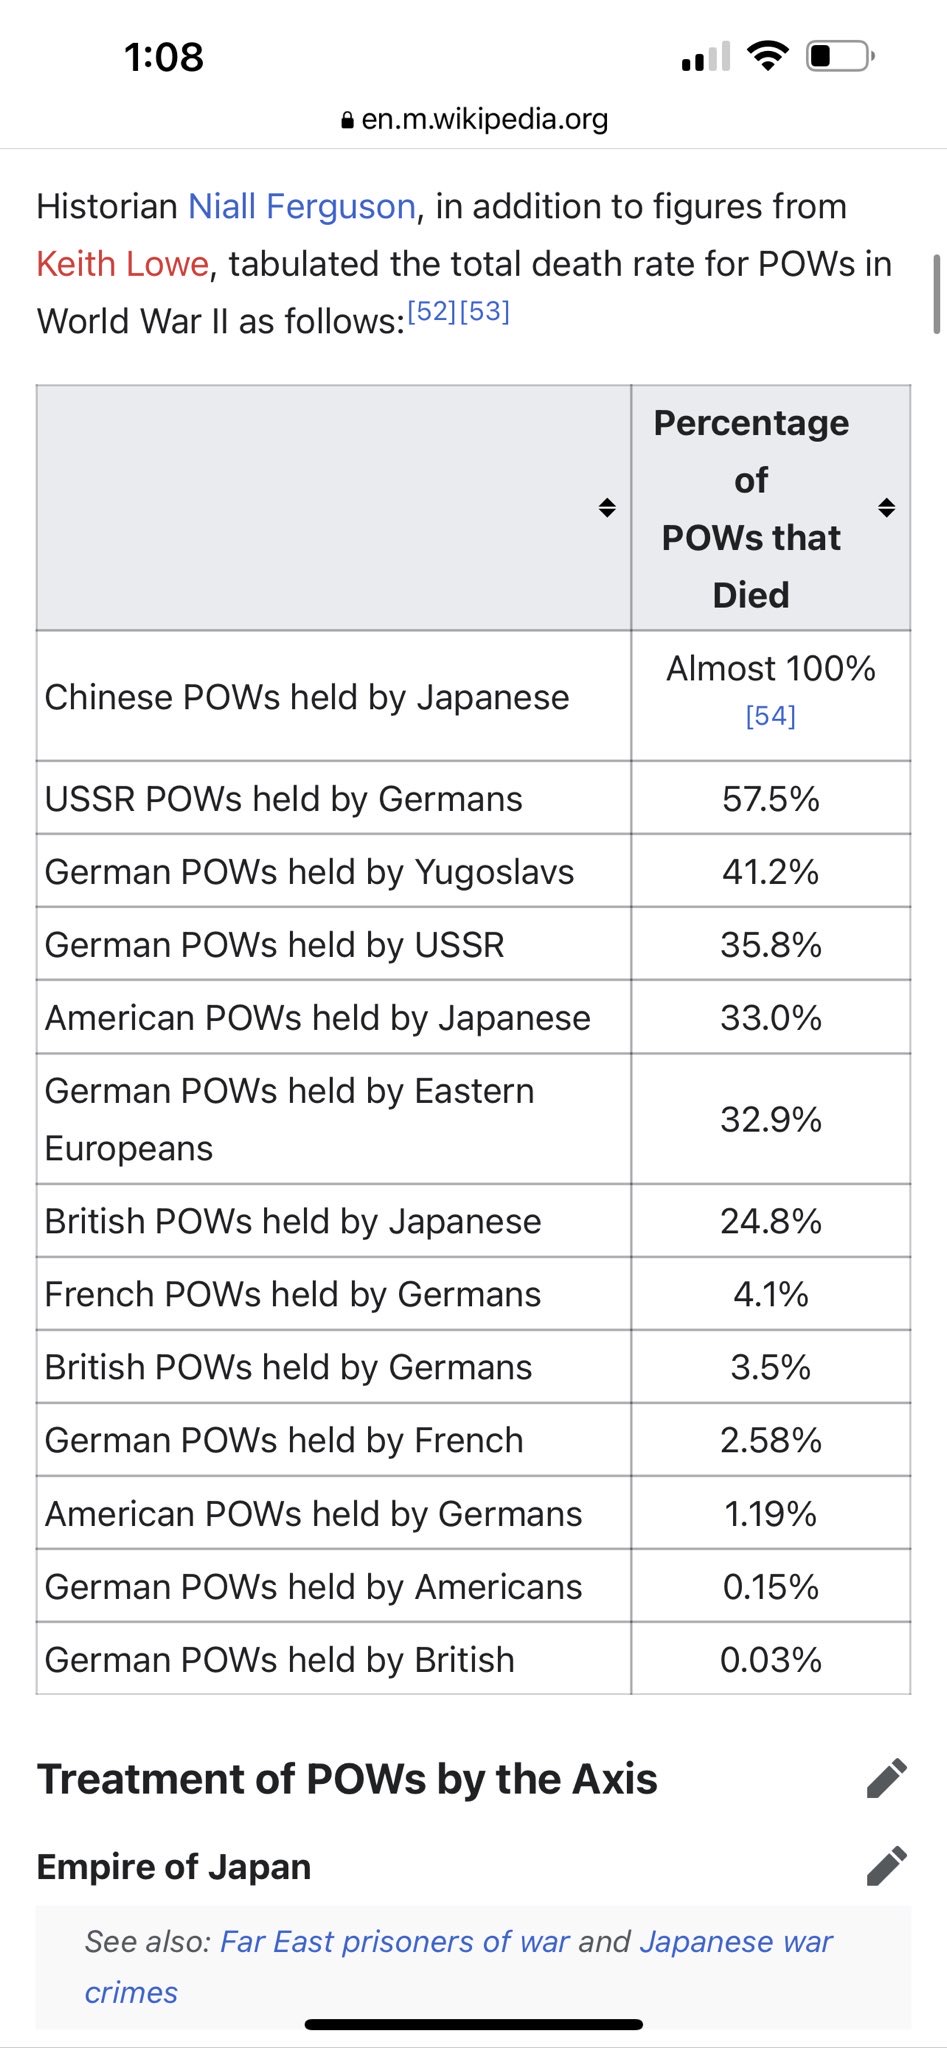 1:08
en.m.wikipedia.org
Historian Niall Ferguson, in addition to figures from
Keith Lowe, tabulated the total death rate for POWs in
World War II as follows:[52][53]
Percentage
of
POWs that
Died
Chinese POWs held by Japanese
Almost 100%
[54]
USSR POWs held by Germans 57.5%
German POWs held by Yugoslavs 41.2%
German POWs held by USSR 35.8%
American POWs held by Japanese 33.0%
German POWs held by Eastern
Europeans
32.9%
British POWs held by Japanese 24.8%
French POWs held by Germans 4.1%
British POWs held by Germans 3.5%
German POWs held by French 2.58%
American POWs held by Germans 1.19%
German POWs held by Americans 0.15%
German POWs held by British 0.03%
Treatment of POWs by the Axis
Empire of Japan
See also: Far East prisoners of war and Japanese war
crimes